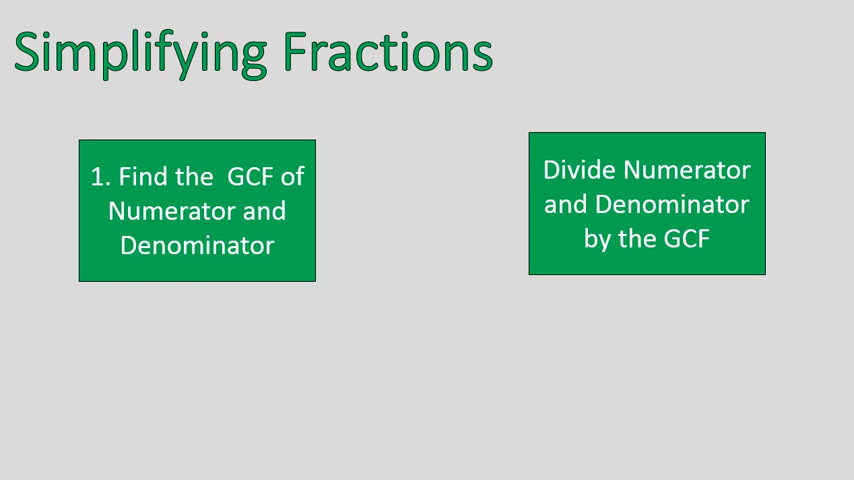 Simplifying Fractions
1. Find the GCF of
Numerator and
Denominator
Divide Numerator
and Denominator
by the GCF